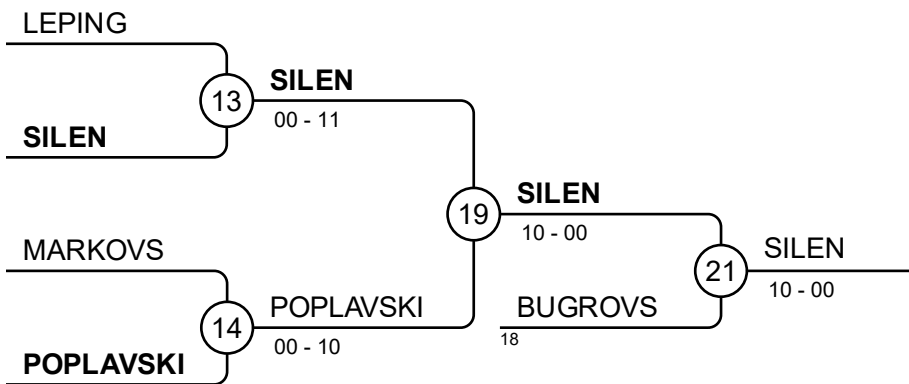 LEPING
13
SILEN
00 - 11
SILEN
19
SILEN
10 - 00
MARKOVS
14
POPLAVSKI
00 - 10
POPLAVSKI
BUGROVS
18
21
SILEN
10 - 00